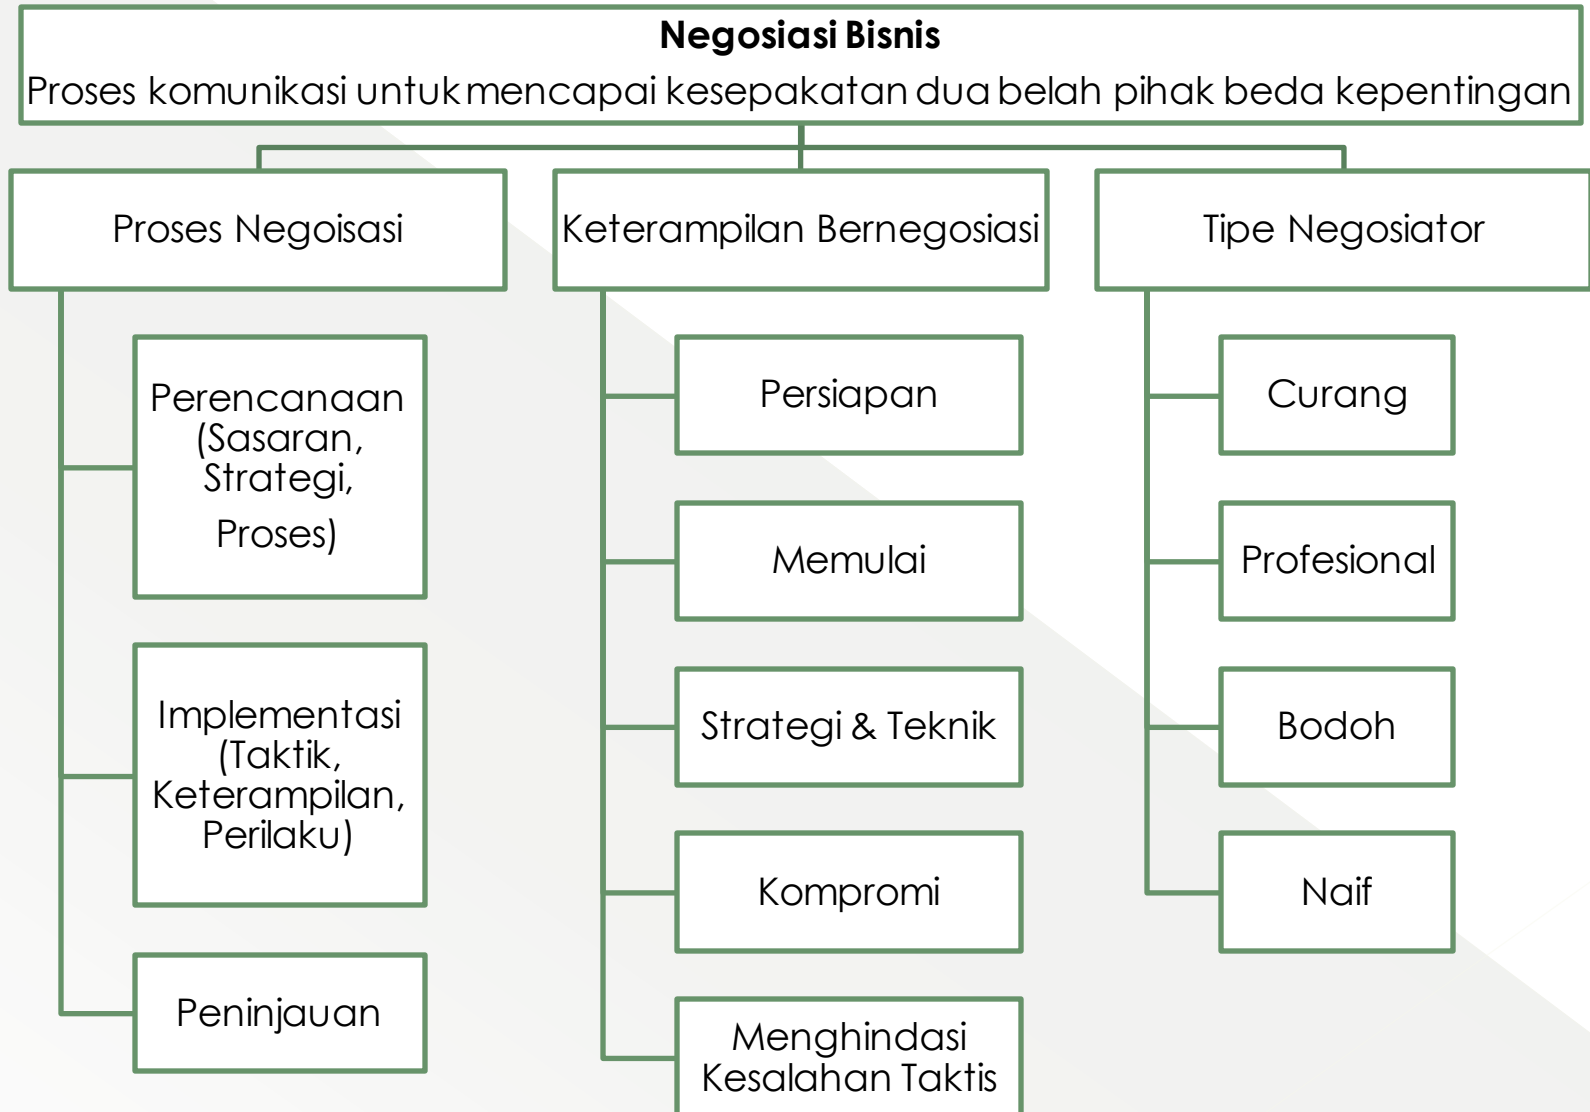 Negosiasi Bisnis
Proses komunikasi untuk mencapai kesepakatan dua belah pihak beda kepentingan
Proses Negoisasi
Perencanaan
(Sasaran,
Strategi,
Proses)
Implementasi
(Taktik,
Keterampilan,
Perilaku)
Peninjauan
Keterampilan Bernegosiasi
Persiapan
Memulai
Strategi & Teknik
Kompromi
Menghindasi
Kesalahan Taktis
Tipe Negosiator
Curang
Profesional
Bodoh
Naif